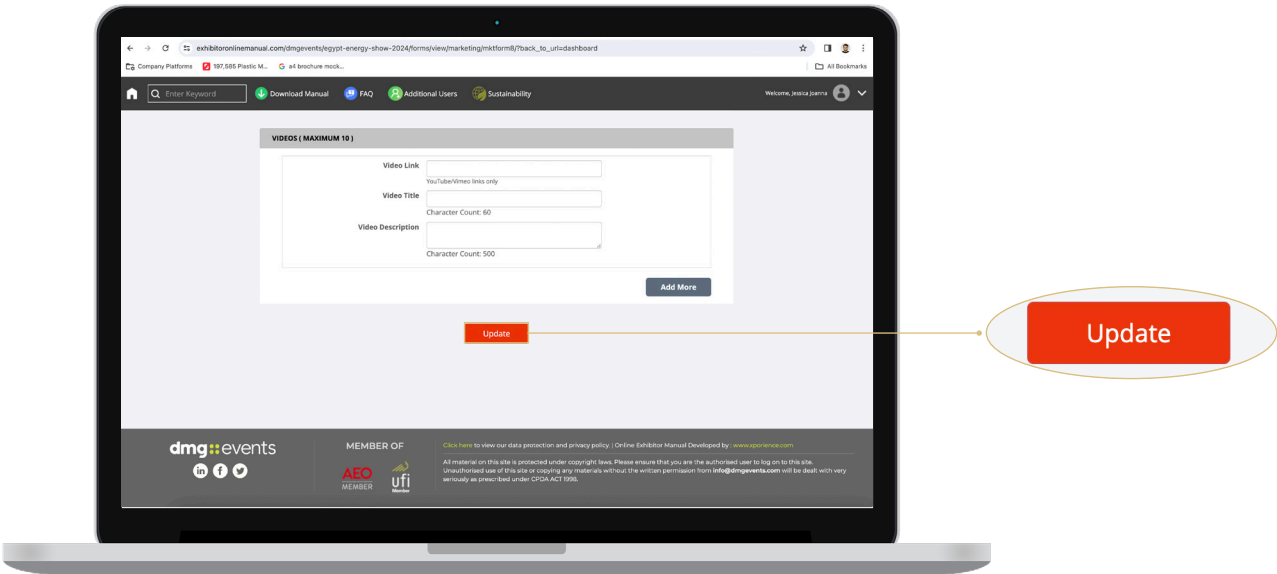 exhibitoronlinemanual.com/dmgevents/egypt-energy-show-2024/forms/view/marketing/mktform8/?back_to_url=dashboard
Company Platforms 197,585 Plastic M... G a4 brochure mock... All Bookmarks
Enter Keyword Download Manual FAQ Additional Users Sustainability Welcome, Jessica Joanna
VIDEOS ( MAXIMUM 10 )
Video Link
YouTube/Vimeo links only
Video Title
Character Count: 60
Video Description
Character Count: 500
Add More
Update
Update
dmg::events
MEMBER OF
AEO
MEMBER
ufi
Member
Click here to view our data protection and privacy policy. | Online Exhibitor Manual Developed by : www.xporience.com
All material on this site is protected under copyright laws. Please ensure that you are the authorised user to log on to this site.
Unauthorised use of this site or copying any materials without the written permission from info@dmgevents.com will be dealt with very
seriously as prescribed under CPDA ACT 1998.